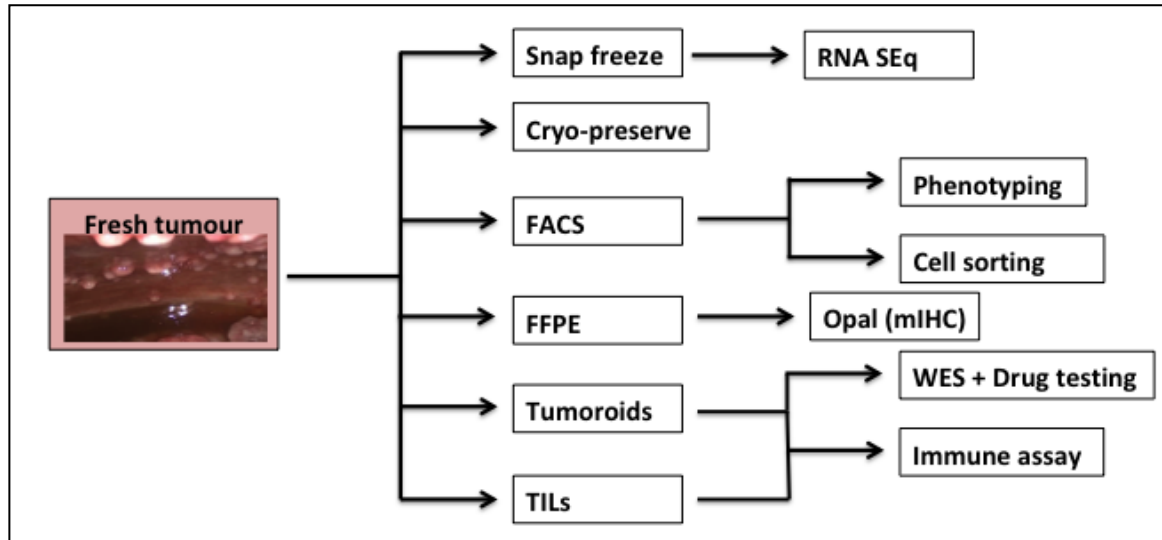 Snap freeze
RNA SEq
Cryo-preserve
Phenotyping
Fresh tumour
FACS
Cell sorting
FFPE
Opal (mIHC)
WES + Drug testing
Tumoroids
Immune assay
TILs